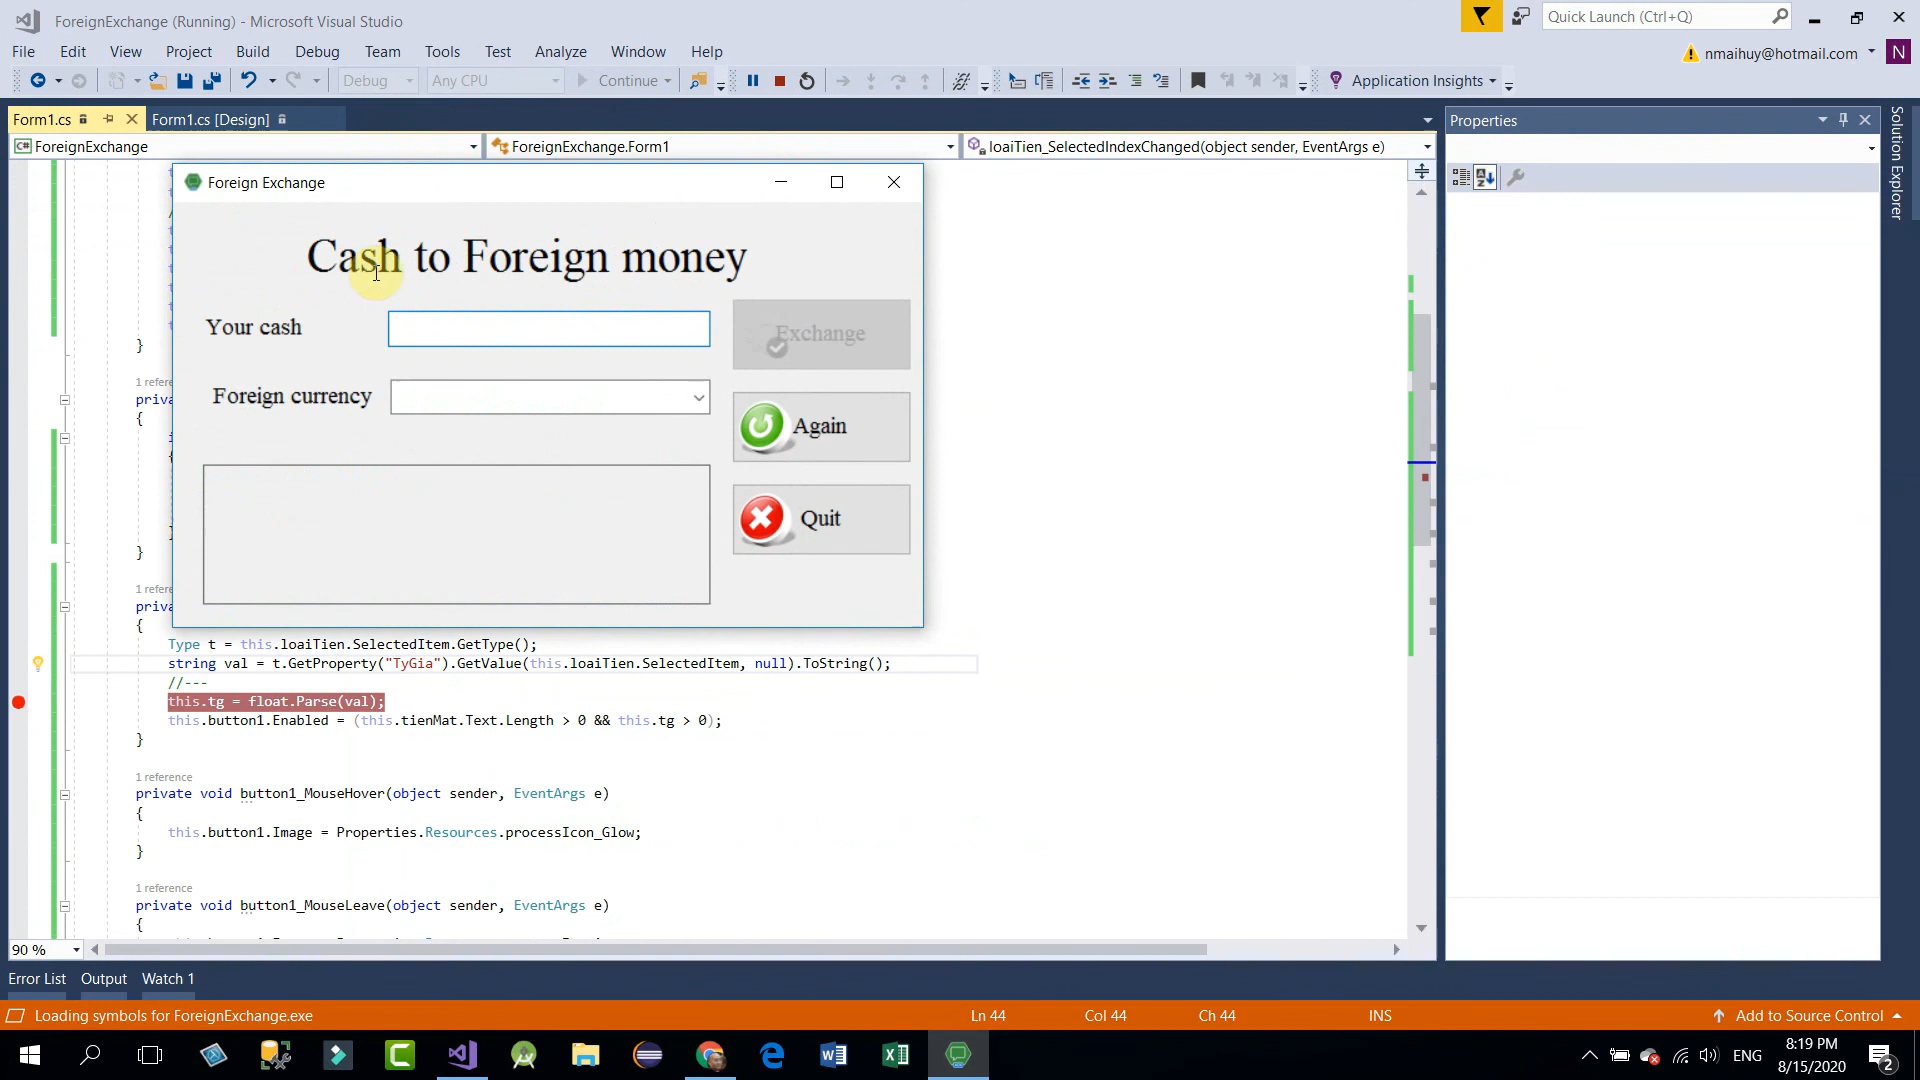 ForeignExchange (Running) - Microsoft Visual Studio
Quick Launch (Ctrl+Q)
File Edit View Project Build Debug Team Tools Test Analyze Window Help
nmaihuy@hotmail.com N
Debug Any CPU Continue Application Insights
Form1.cs Form1.cs [Design]
Properties
Solution Explorer
C# ForeignExchange ForeignExchange.Form1 loaiTien_SelectedIndexChanged(object sender, EventArgs e)
Foreign Exchange
Cash to Foreign money
Your cash
Exchange
Foreign currency
Again
Quit
}
1 refere
priva
{
}
1 refere
priva
{
Type t = this.loaiTien.SelectedItem.GetType();
string val = t.GetProperty("TyGia").GetValue(this.loaiTien.SelectedItem, null).ToString();
//---
this.tg = float.Parse(val);
this.button1.Enabled = (this.tienMat.Text.Length > 0 && this.tg > 0);
}
1 reference
private void button1_MouseHover(object sender, EventArgs e)
{
this.button1.Image = Properties.Resources.processIcon_Glow;
}
1 reference
private void button1_MouseLeave(object sender, EventArgs e)
{
90 %
Error List Output Watch 1
Loading symbols for ForeignExchange.exe Ln 44 Col 44 Ch 44 INS Add to Source Control
ENG
8:19 PM
8/15/2020
2